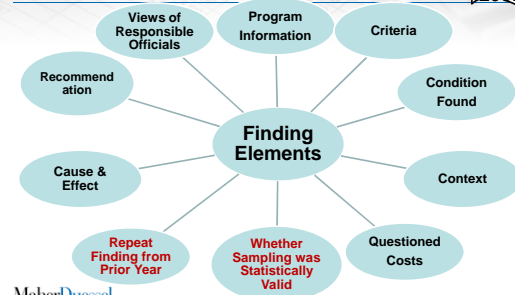 Views of
Responsible
Officials
Program
Information
Criteria
Recommend
ation
Condition
Found
Finding
Elements
Cause &
Effect
Context
Repeat
Finding from
Prior Year
Whether
Sampling was
Statistically
Valid
Questioned
Costs